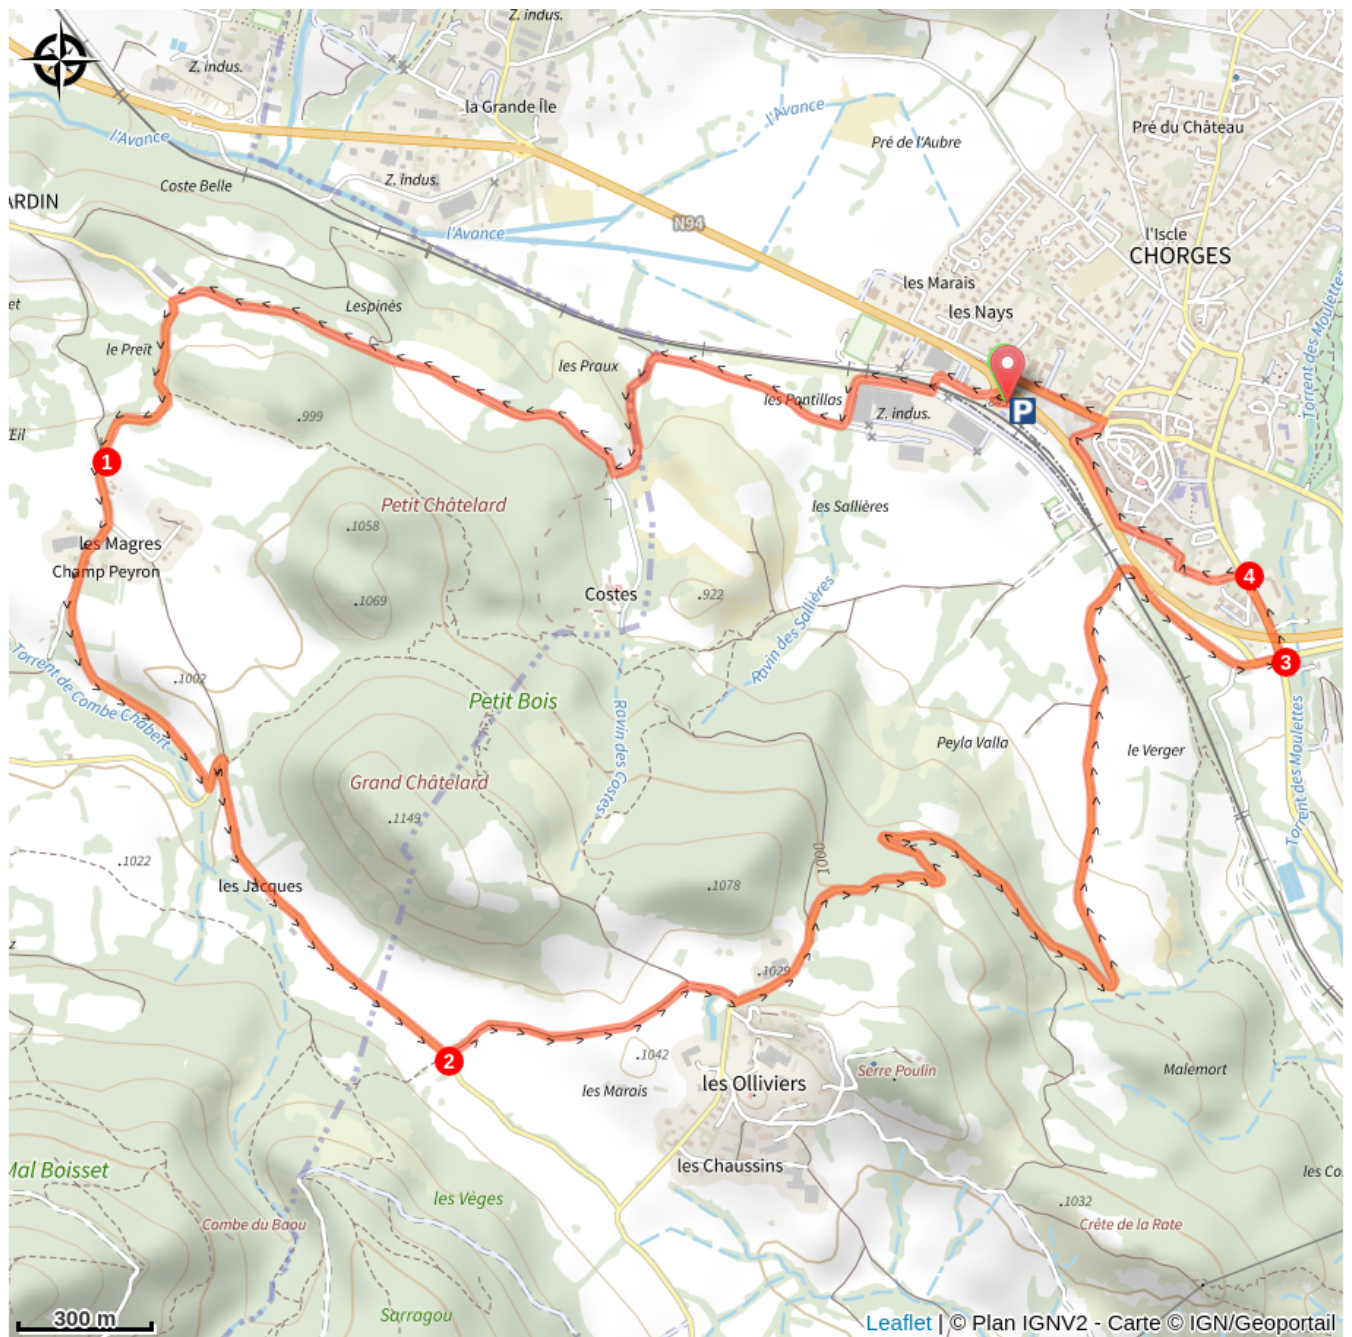 Z. indus.
Z. indus.
la Grande Île
l'Avance
l'Avance
Pré du Château
Pré de l'Aubre
Coste Belle
Z. indus.
ARDIN
N94
l'Avance
l'Iscle
CHORGES
les Marais
les Nays
Torrent des Moulettes
et
Lespinès
le Preït
les Praux
P
les Pontillas
Z. indus.
999
Œil
1
Petit Châtelard
les Sallières
1058
les Magres
Champ Peyron
4
1069
Costes
922
Ravin des Sallières
Torrent de Combe Chabert
3
1002
Petit Bois
Ravin des Costes
Peyla Valla
le Verger
Torrent des Moulettes
Grand Châtelard
1149
1022
1000
les Jacques
1078
z
1029
2
1042
les Marais
les Olliviers
Serre Poulin
Malemort
Mal Boisset
les Chaussins
les Co
les Vèges
1032
Combe du Baou
Crête de la Rate
Sarragou
300 m
Leaflet | © Plan IGNV2 - Carte © IGN/Geoportail